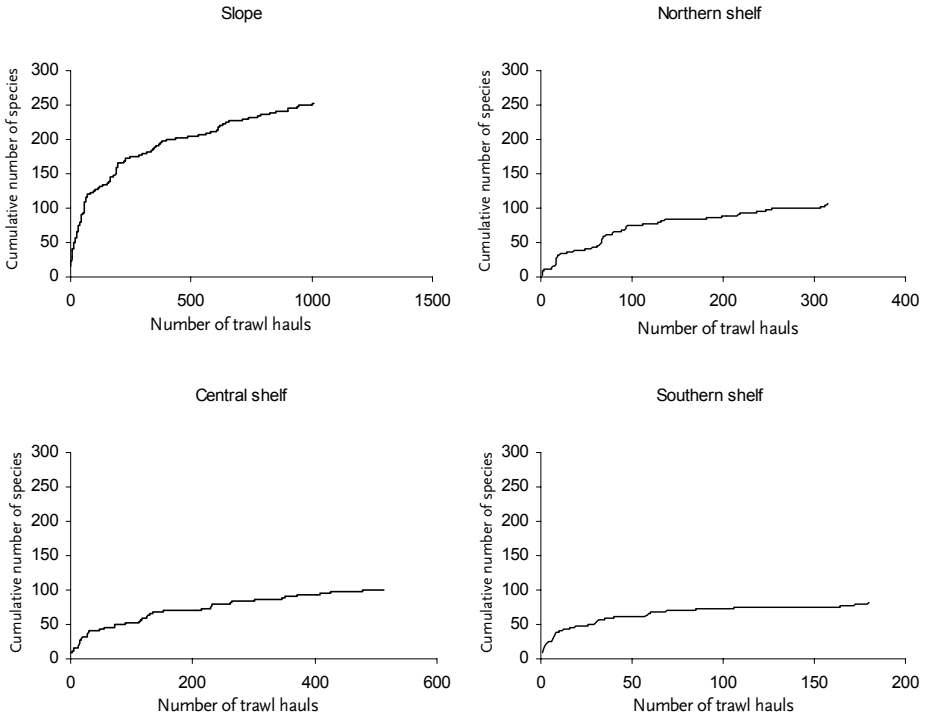 Slope
Cumulative number of species
300
250
200
150
100
50
0
0 500 1000 1500
Number of trawl hauls
Northern shelf
Cumulative number of species
300
250
200
150
100
50
0
0 100 200 300 400
Number of trawl hauls
Central shelf
Cumulative number of species
300
250
200
150
100
50
0
0 200 400 600
Number of trawl hauls
Southern shelf
Cumulative number of species
300
250
200
150
100
50
0
0 50 100 150 200
Number of trawl hauls